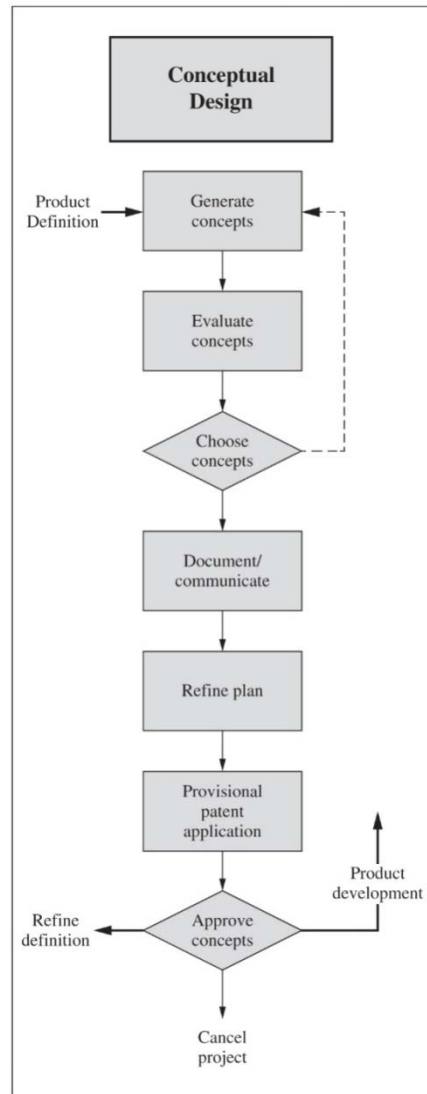 Conceptual
Design
Product
Definition
Generate
concepts
Evaluate
concepts
Choose
concepts
Document/
communicate
Refine plan
Provisional
patent
application
Product
development
Refine
definition
Approve
concepts
Cancel
project